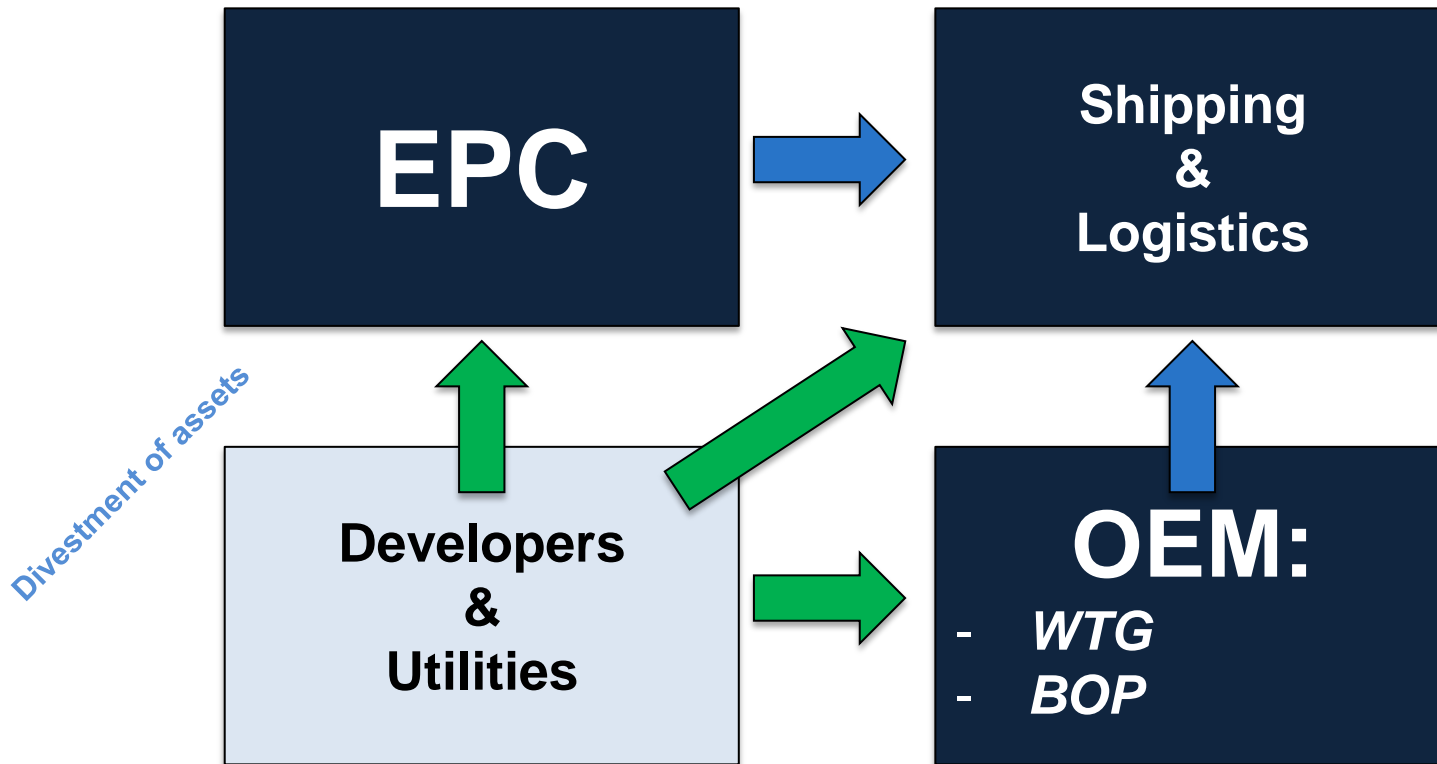 EPC
Shipping
&
Logistics
Divestment of assets
Developers
&
Utilities
OEM:
- WTG
- BOP